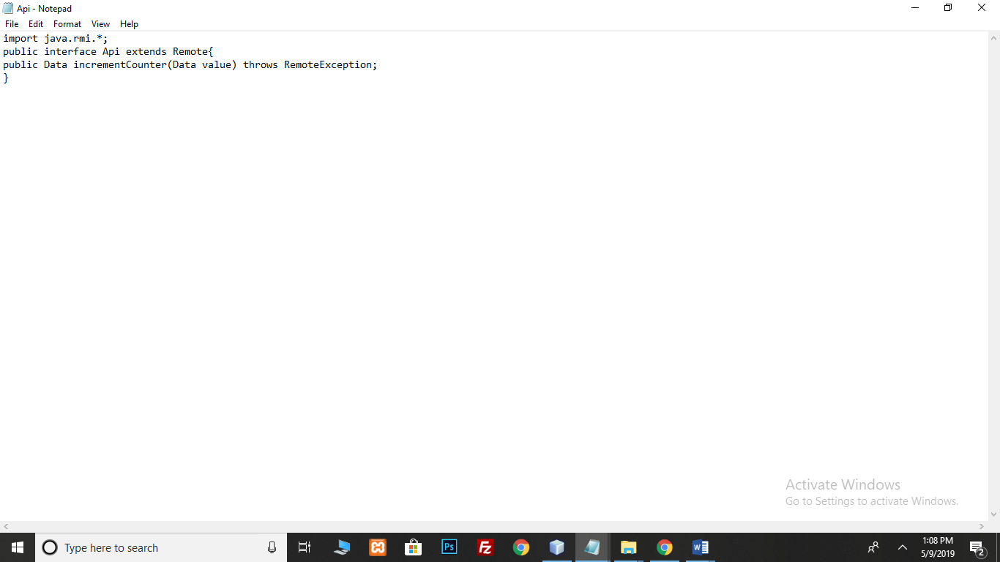 Api - Notepad
File Edit Format View Help
import java.rmi.*;
public interface Api extends Remote{
public Data incrementCounter(Data value) throws RemoteException;
}
Activate Windows
Go to Settings to activate Windows.
Type here to search
Ps
Fz
W
1:08 PM
5/9/2019
2